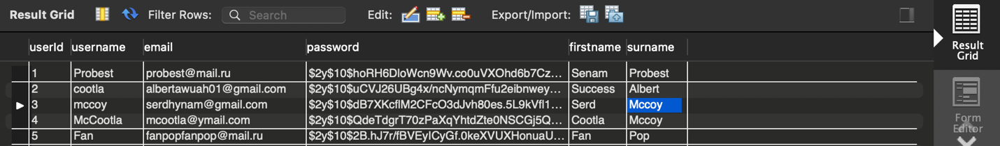 Result Grid Filter Rows: Search Edit: Export/Import:
Result Grid
userId username email password firstname surname
1 Probest probest@mail.ru $2y$10$hoRH6DloWcn9Wv.co0uVXOhd6b7Cz... Senam Probest
2 cootla albertawuah01@gmail.com $2y$10$uCVJ26UBg4x/ncNymqmFfu2eibnwey... Success Albert
3 mccoy serdhynam@gmail.com $2y$10$dB7XKcflM2CFcO3dJvh80es.5L9kVfl1... Serd Mccoy
4 McCootla mcootla@ymail.com $2y$10$QdeTdgrT70zPaXqYhtdZte0NSCGj5Q... Cootla Mccoy
5 Fan fanpopfanpop@mail.ru $2y$10$2B.hJ7r/fBVEyICyGf.0keXVUXHonuaU... Fan Pop
Form Editor